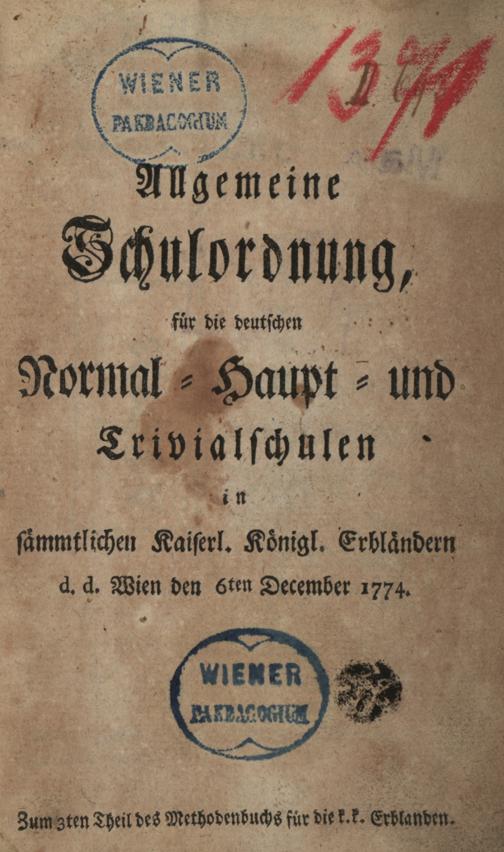 1371
WIENER
PAEDAGOGIUM
Allgemeine
Schulordnung,
für die deutſchen
Normal - Haupt - und
Trivialſchulen
in
ſämmtlichen Kaiſerl. Königl. Erbländern
d. d. Wien den 6ten December 1774.
WIENER
PAEDAGOGIUM
Zum 3ten Theil des Methodenbuchs für die k.k. Erblanden.